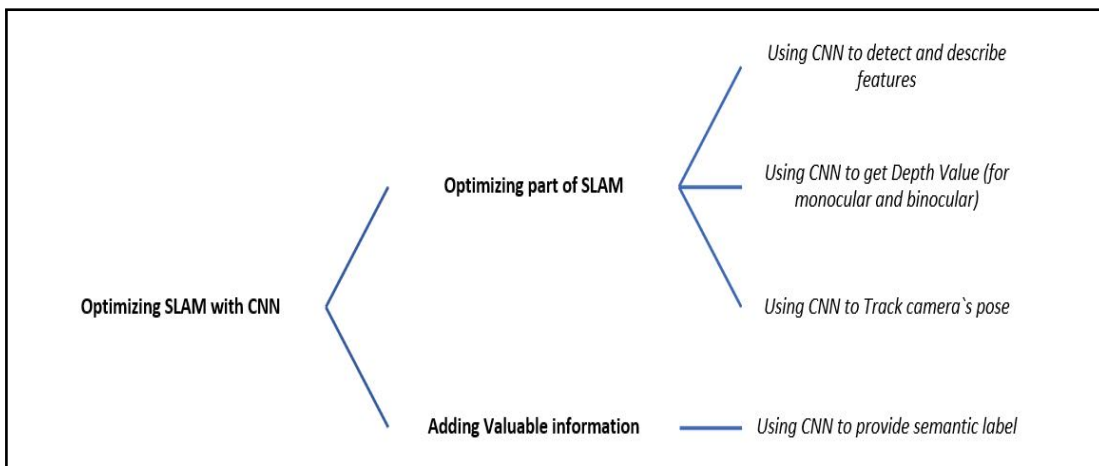 Using CNN to detect and describe
features
Optimizing part of SLAM
Using CNN to get Depth Value (for
monocular and binocular)
Optimizing SLAM with CNN
Using CNN to Track camera`s pose
Adding Valuable information
Using CNN to provide semantic label